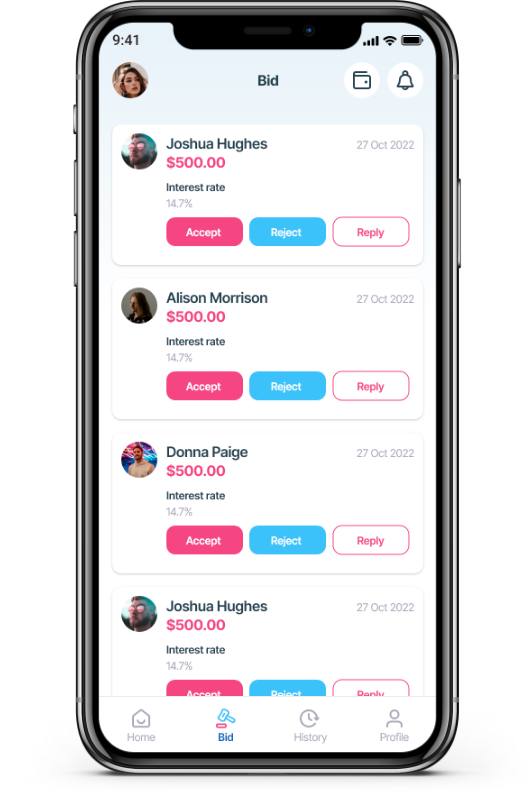 9:41
Bid
Joshua Hughes 27 Oct 2022
$500.00
Interest rate
14.7%
Accept Reject Reply
Alison Morrison 27 Oct 2022
$500.00
Interest rate
14.7%
Accept Reject Reply
Donna Paige 27 Oct 2022
$500.00
Interest rate
14.7%
Accept Reject Reply
Joshua Hughes 27 Oct 2022
$500.00
Interest rate
14.7%
Accept Reject Reply
Home Bid History Profile